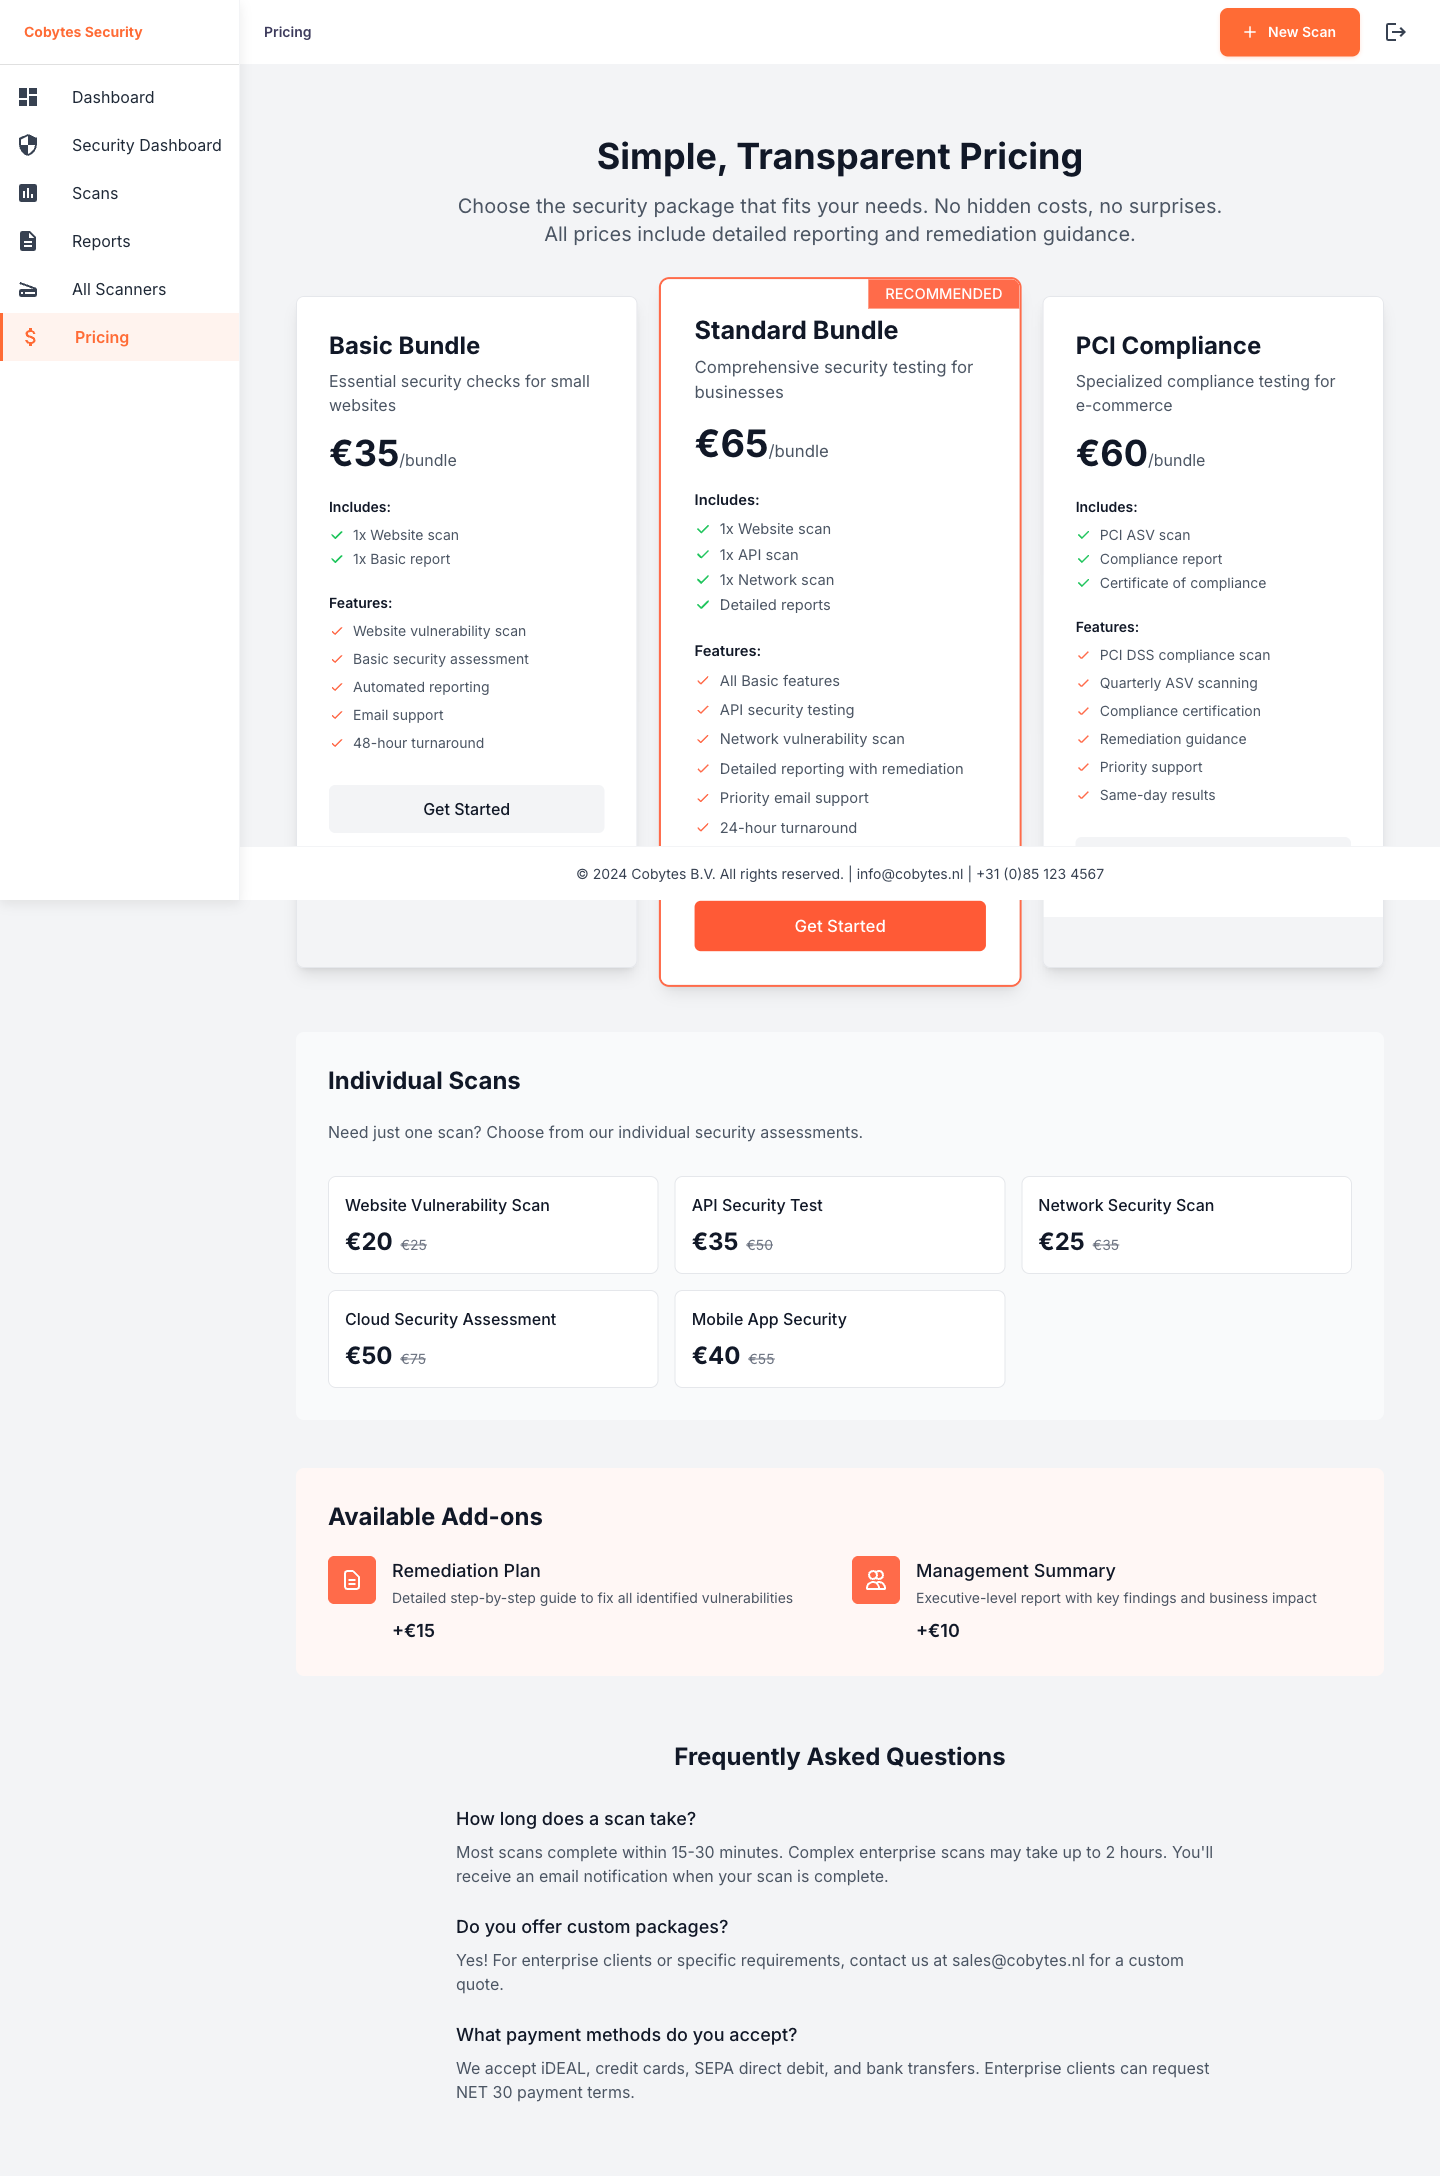 Cobytes Security
Pricing
New Scan
Dashboard
Security Dashboard
Scans
Reports
All Scanners
Pricing
Simple, Transparent Pricing
Choose the security package that fits your needs. No hidden costs, no surprises.
All prices include detailed reporting and remediation guidance.
Basic Bundle
Essential security checks for small
websites
€35/bundle
Includes:
1x Website scan
1x Basic report
Features:
Website vulnerability scan
Basic security assessment
Automated reporting
Email support
48-hour turnaround
Get Started
RECOMMENDED
Standard Bundle
Comprehensive security testing for
businesses
€65/bundle
Includes:
1x Website scan
1x API scan
1x Network scan
Detailed reports
Features:
All Basic features
API security testing
Network vulnerability scan
Detailed reporting with remediation
Priority email support
24-hour turnaround
Get Started
PCI Compliance
Specialized compliance testing for
e-commerce
€60/bundle
Includes:
PCI ASV scan
Compliance report
Certificate of compliance
Features:
PCI DSS compliance scan
Quarterly ASV scanning
Compliance certification
Remediation guidance
Priority support
Same-day results
© 2024 Cobytes B.V. All rights reserved. | info@cobytes.nl | +31 (0)85 123 4567
Individual Scans
Need just one scan? Choose from our individual security assessments.
Website Vulnerability Scan
€20 €25
API Security Test
€35 €50
Network Security Scan
€25 €35
Cloud Security Assessment
€50 €75
Mobile App Security
€40 €55
Available Add-ons
Remediation Plan
Detailed step-by-step guide to fix all identified vulnerabilities
+€15
Management Summary
Executive-level report with key findings and business impact
+€10
Frequently Asked Questions
How long does a scan take?
Most scans complete within 15-30 minutes. Complex enterprise scans may take up to 2 hours. You'll
receive an email notification when your scan is complete.
Do you offer custom packages?
Yes! For enterprise clients or specific requirements, contact us at sales@cobytes.nl for a custom
quote.
What payment methods do you accept?
We accept iDEAL, credit cards, SEPA direct debit, and bank transfers. Enterprise clients can request
NET 30 payment terms.